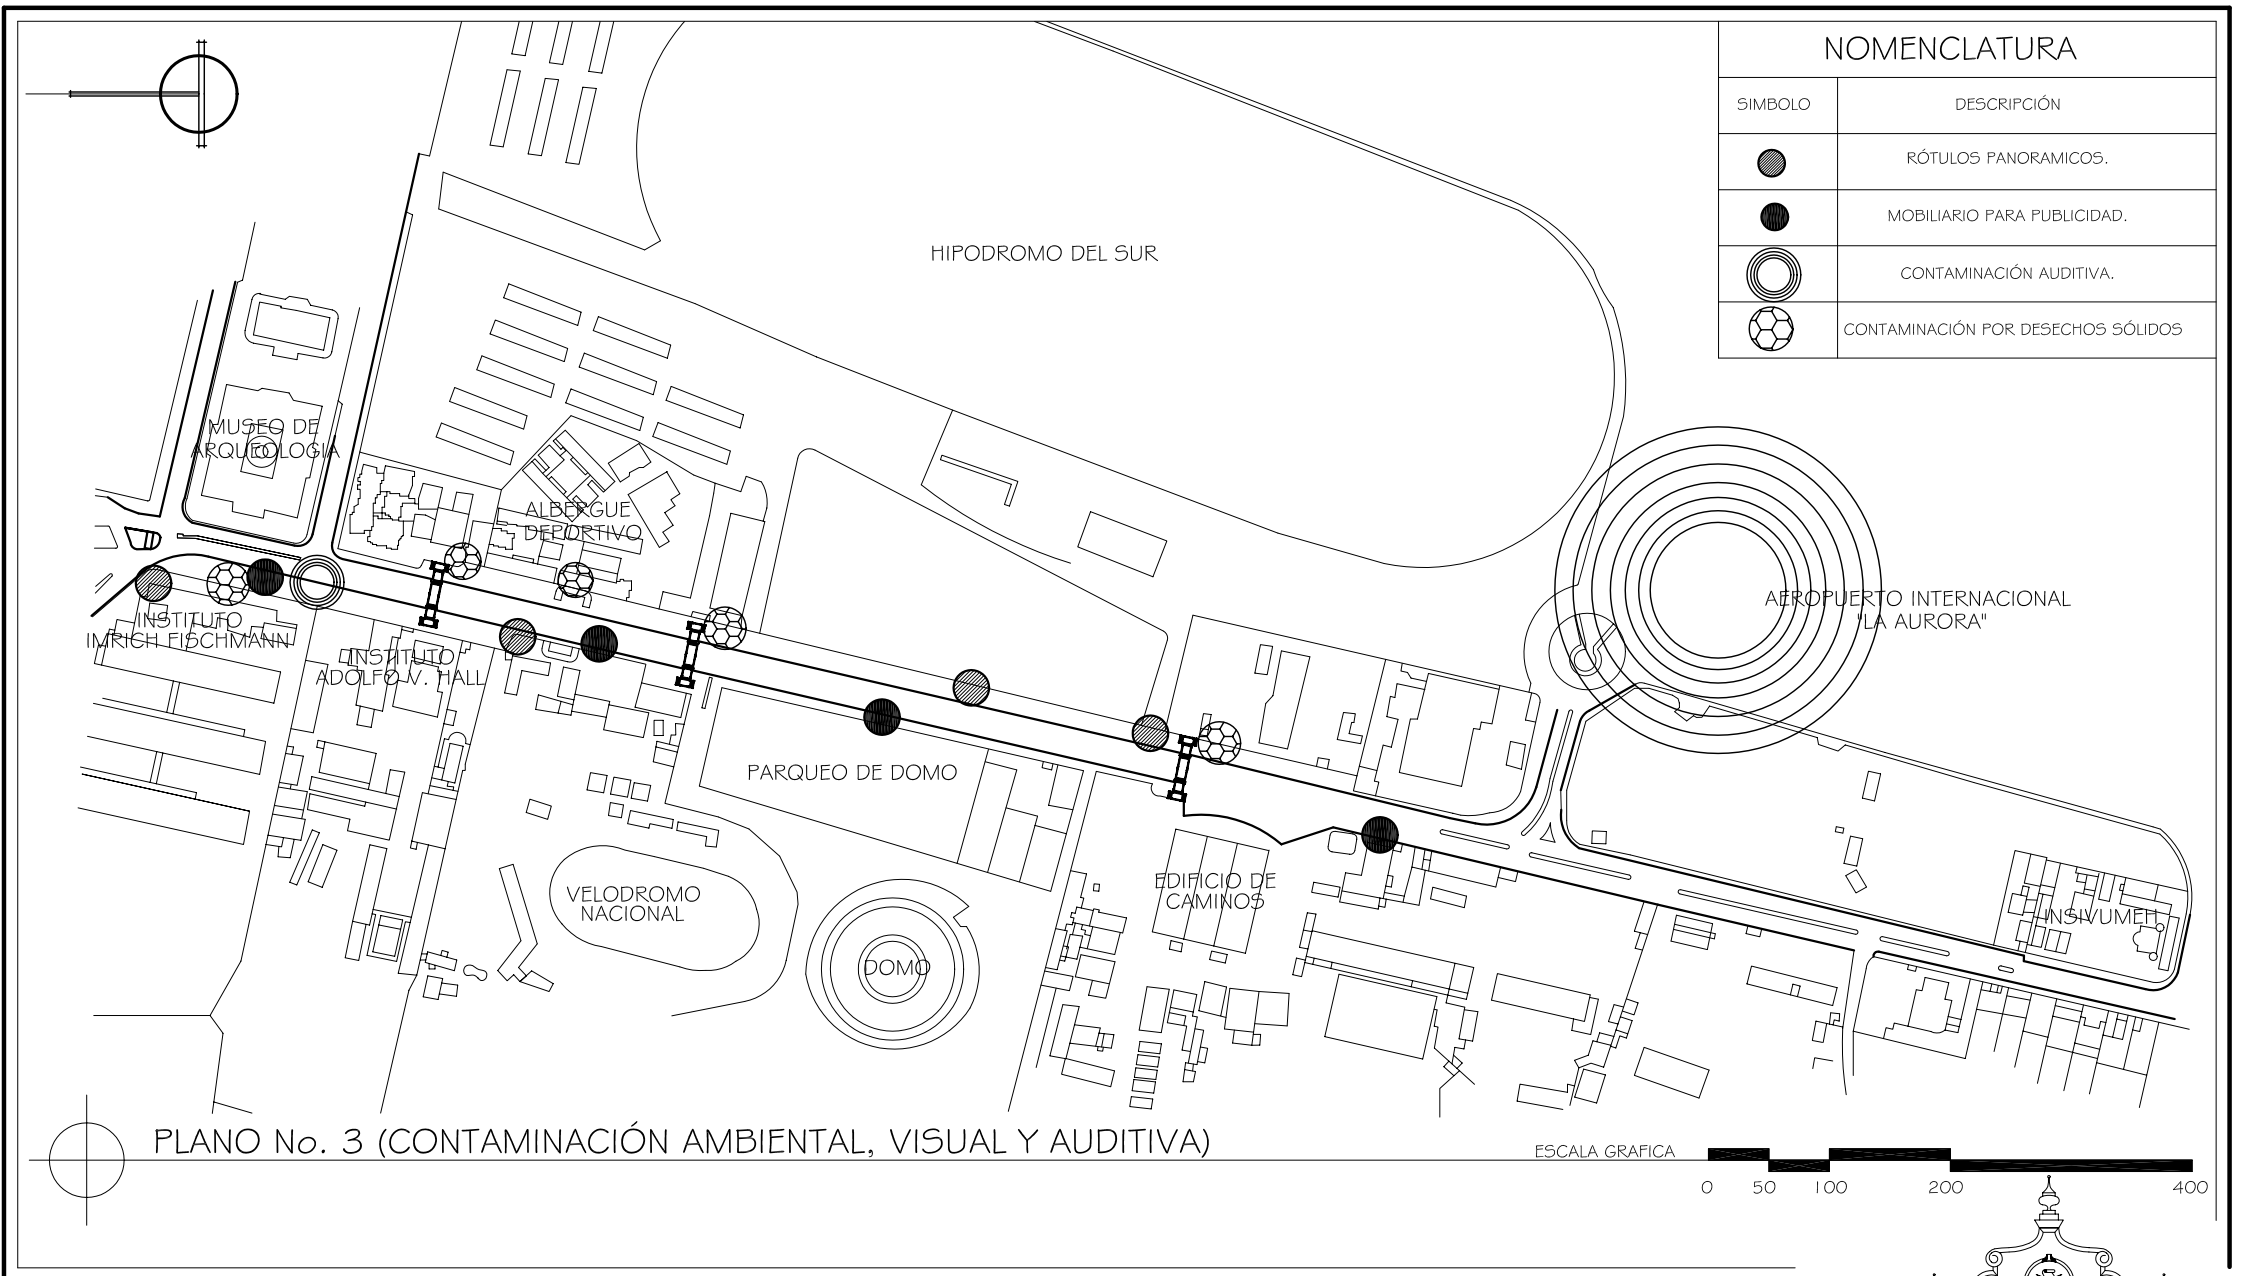 NOMENCLATURA
SIMBOLO DESCRIPCIÓN
RÓTULOS PANORAMICOS.
MOBILIARIO PARA PUBLICIDAD.
CONTAMINACIÓN AUDITIVA.
CONTAMINACIÓN POR DESECHOS SÓLIDOS
HIPODROMO DEL SUR
MUSEO DE
ARQUEOLOGIA
ALBERGUE
DEPORTIVO
AEROPUERTO INTERNACIONAL
"LA AURORA"
INSTITUTO
IMRICH FISCHMANN
INSTITUTO
ADOLFO V. HALL
PARQUEO DE DOMO
VELODROMO
NACIONAL
EDIFICIO DE
CAMINOS
INSIVUMEH
DOMO
PLANO No. 3 (CONTAMINACIÓN AMBIENTAL, VISUAL Y AUDITIVA)
ESCALA GRAFICA
0 50 100 200 400